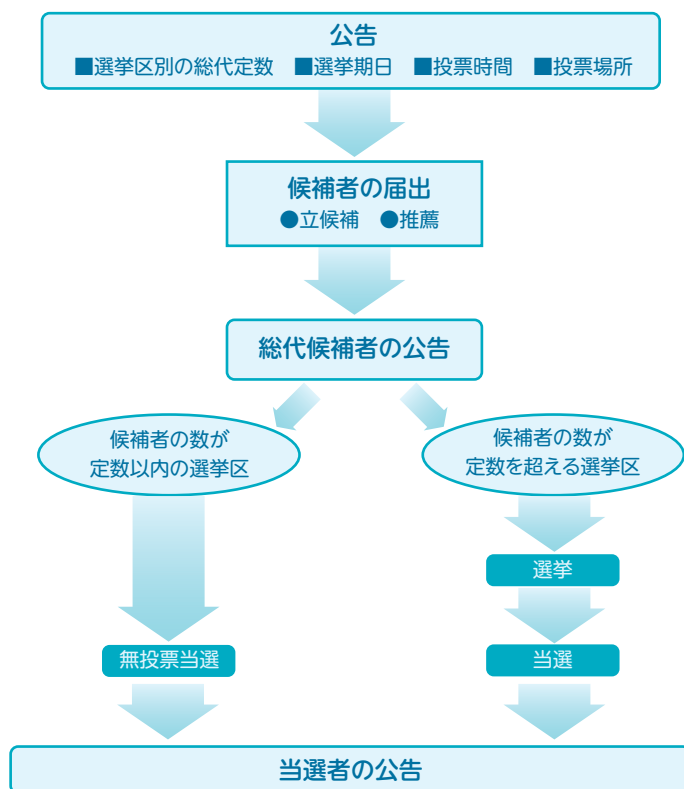 公告
■選挙区別の総代定数 ■選挙期日 ■投票時間 ■投票場所
候補者の届出
●立候補 ●推薦
総代候補者の公告
候補者の数が
定数以内の選挙区
候補者の数が
定数を超える選挙区
選挙
無投票当選
当選
当選者の公告